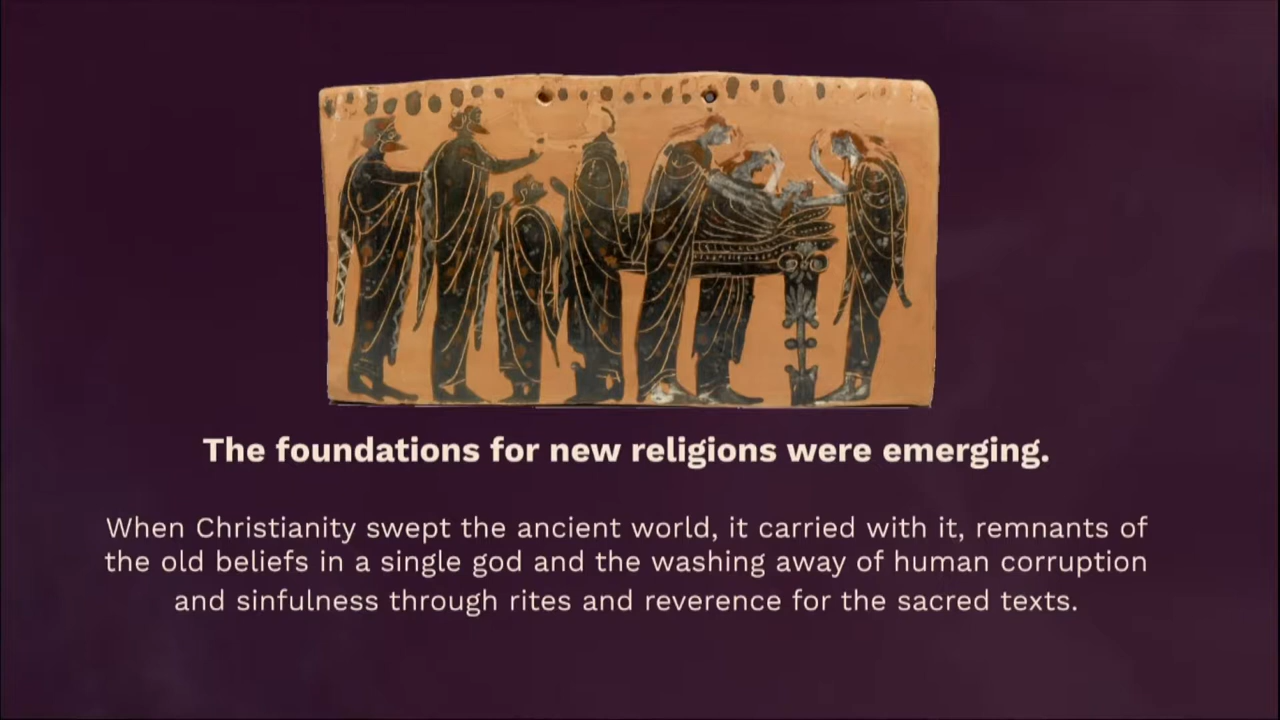 The foundations for new religions were emerging.
When Christianity swept the ancient world, it carried with it, remnants of
the old beliefs in a single god and the washing away of human corruption
and sinfulness through rites and reverence for the sacred texts.